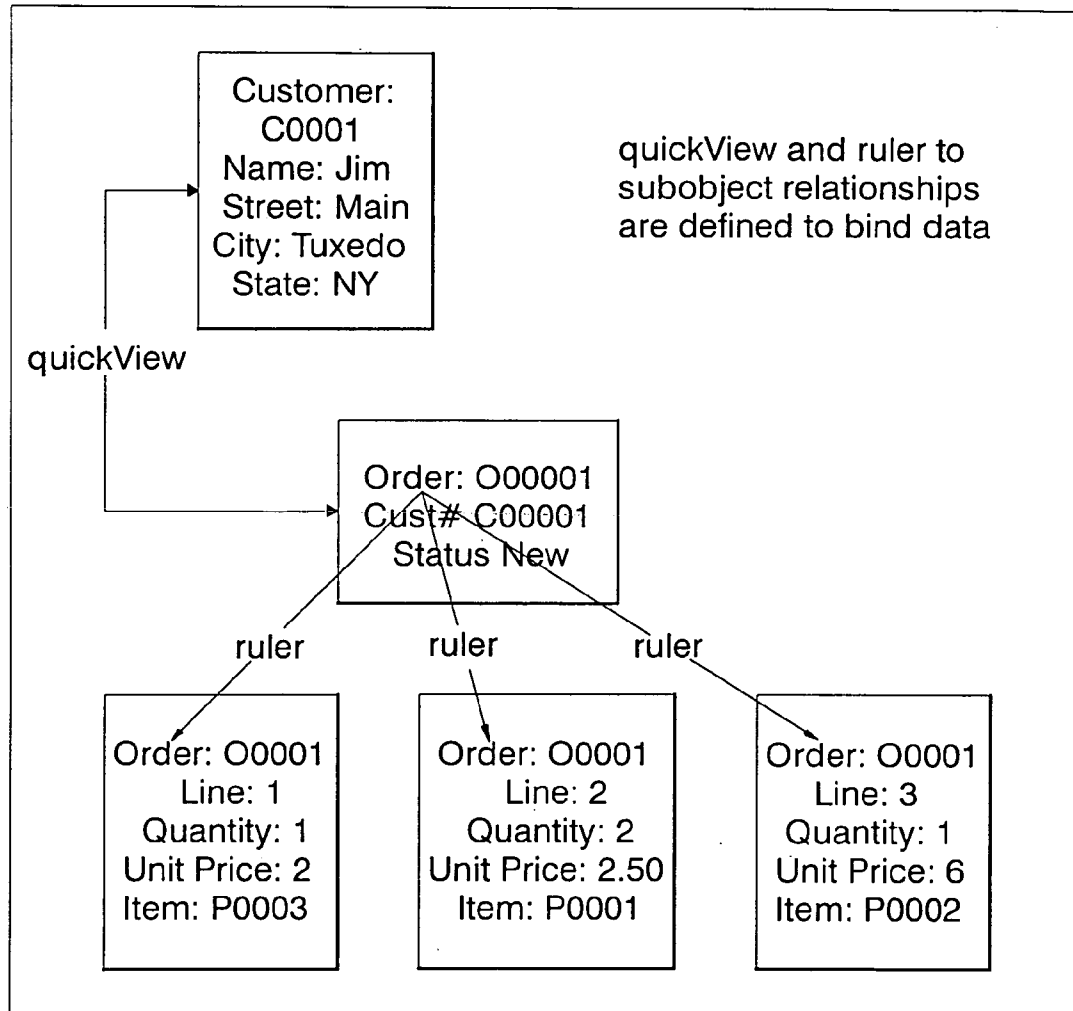 Customer:
C0001
Name: Jim
Street: Main
City: Tuxedo
State: NY
quickView and ruler to
subobject relationships
are defined to bind data
quickView
Order: O00001
Cust# C00001
Status New
ruler
ruler
ruler
Order: O0001
Line: 1
Quantity: 1
Unit Price: 2
Item: P0003
Order: O0001
Line: 2
Quantity: 2
Unit Price: 2.50
Item: P0001
Order: O0001
Line: 3
Quantity: 1
Unit Price: 6
Item: P0002